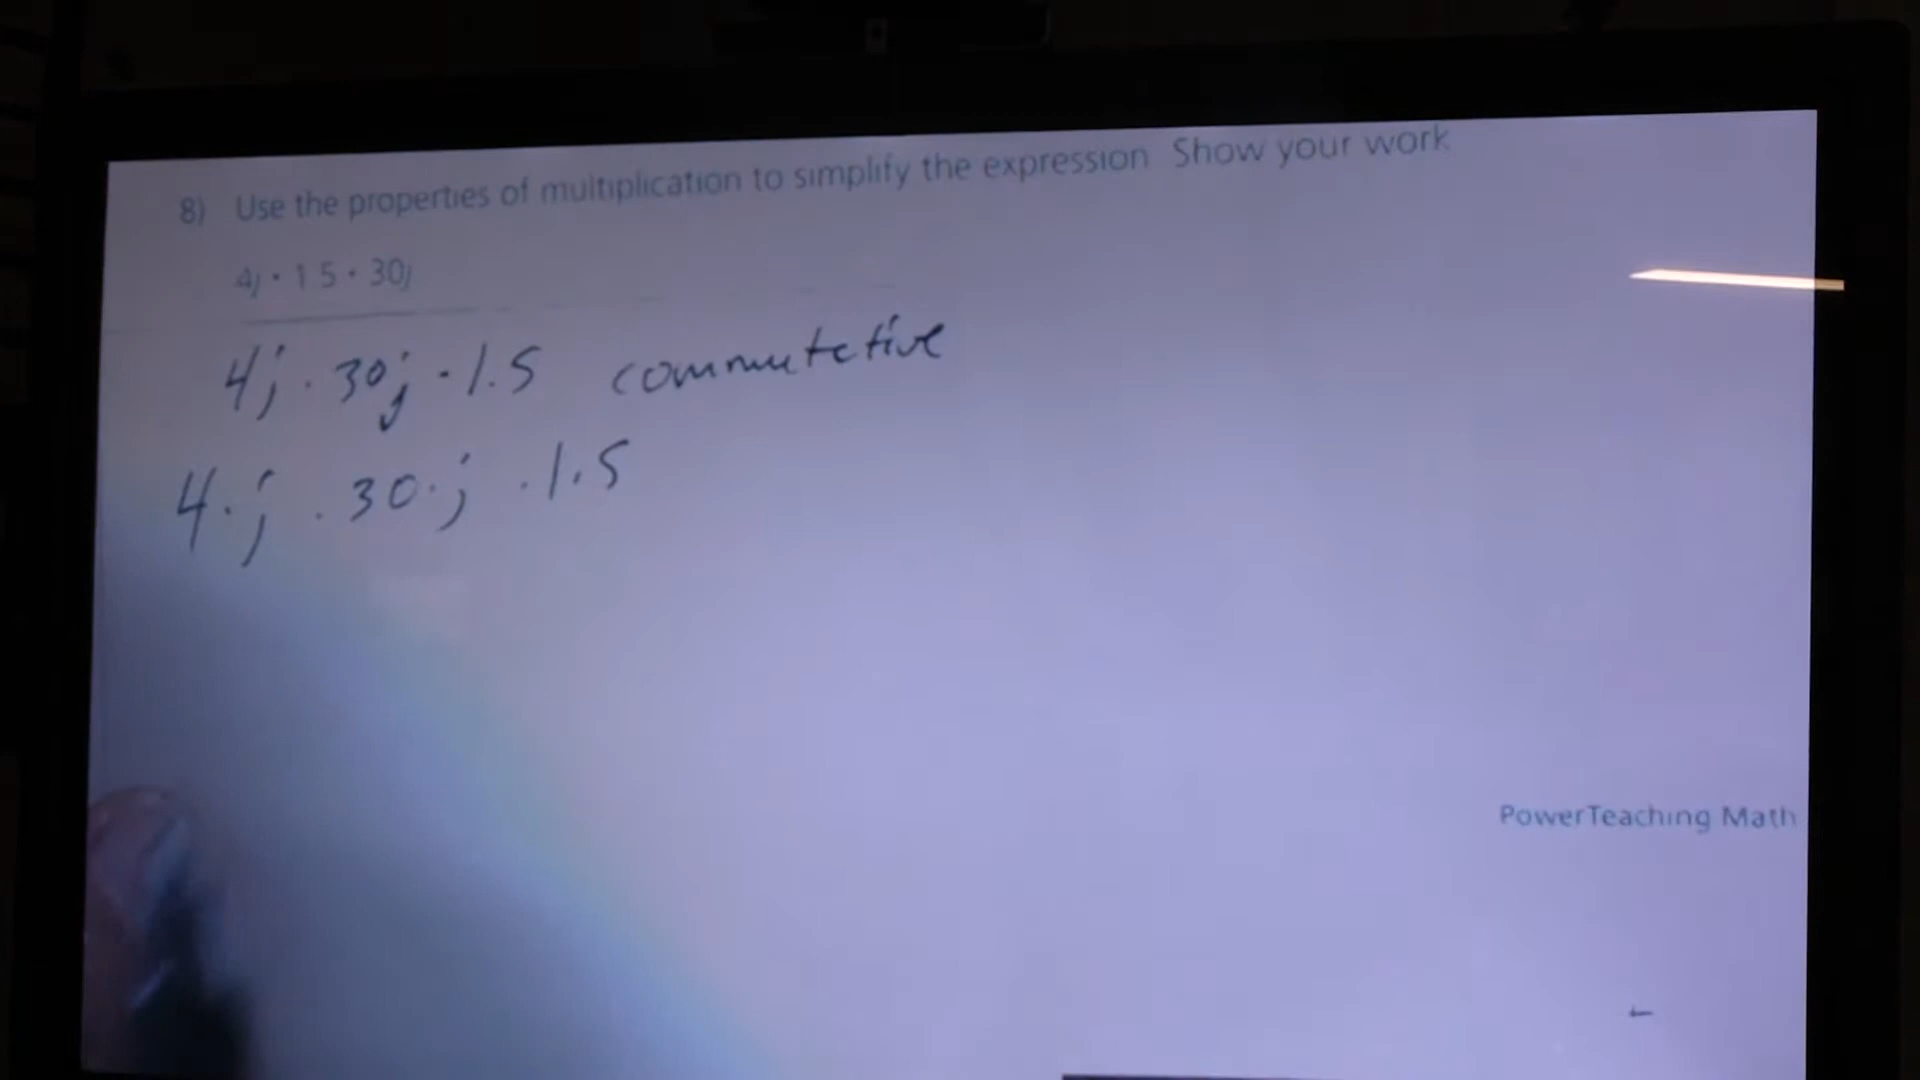 8) Use the properties of multiplication to simplify the expression Show your work
4j · 1 5 · 30j
4j · 30j · 1.5 commutetive
4 · j · 30 · j · 1.5
PowerTeaching Math